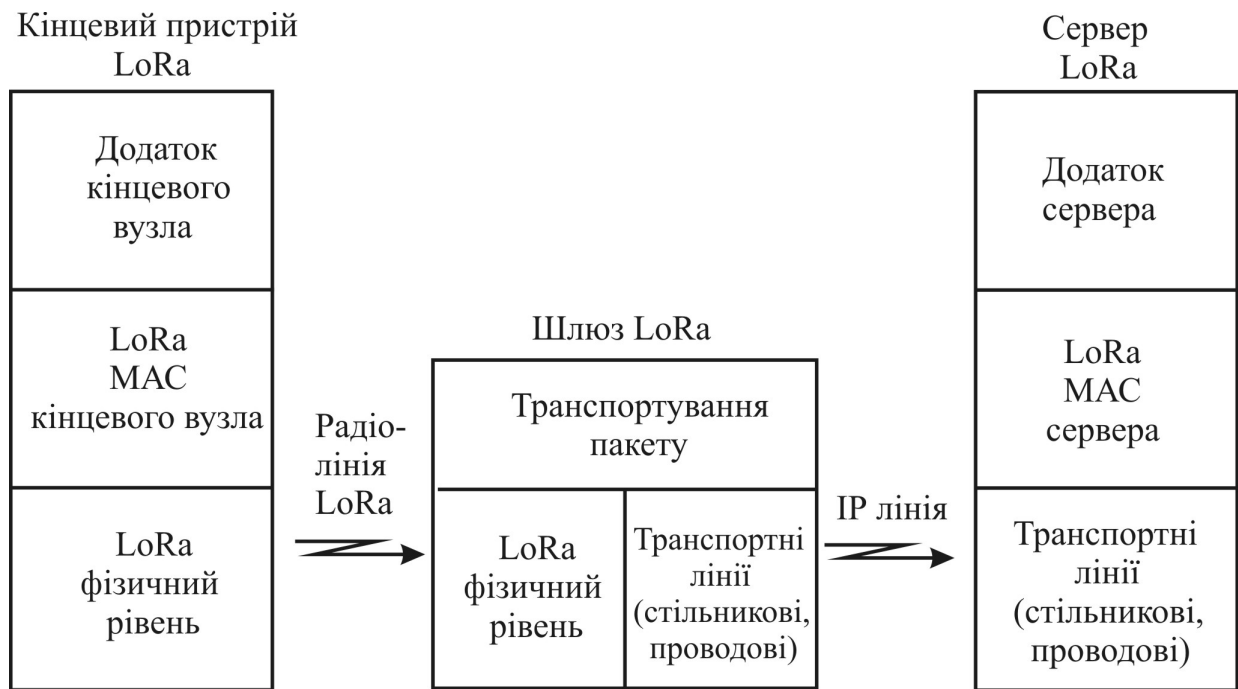 Кінцевий пристрій
LoRa
Додаток
кінцевого
вузла
LoRa
MAC
кінцевого вузла
LoRa
фізичний
рівень
Радіо-
лінія
LoRa
Шлюз LoRa
Транспортування
пакету
LoRa
фізичний
рівень
Транспортні
лінії
(стільникові,
проводові)
IP лінія
Сервер
LoRa
Додаток
сервера
LoRa
MAC
сервера
Транспортні
лінії
(стільникові,
проводові)